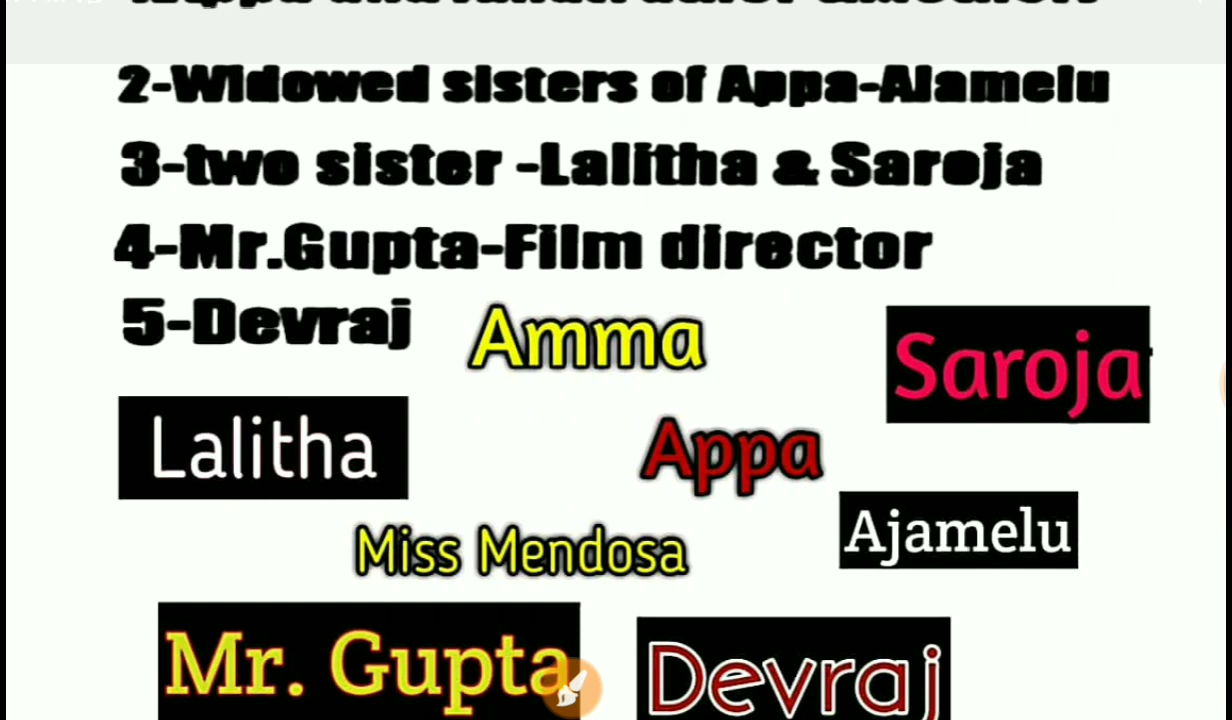 2-Widowed sisters of Appa-Alamelu
3-two sister -Lalitha & Saroja
4-Mr.Gupta-Film director
5-Devraj
Amma
Saroja
Lalitha
Appa
Ajamelu
Miss Mendosa
Mr. Gupta
Devraj